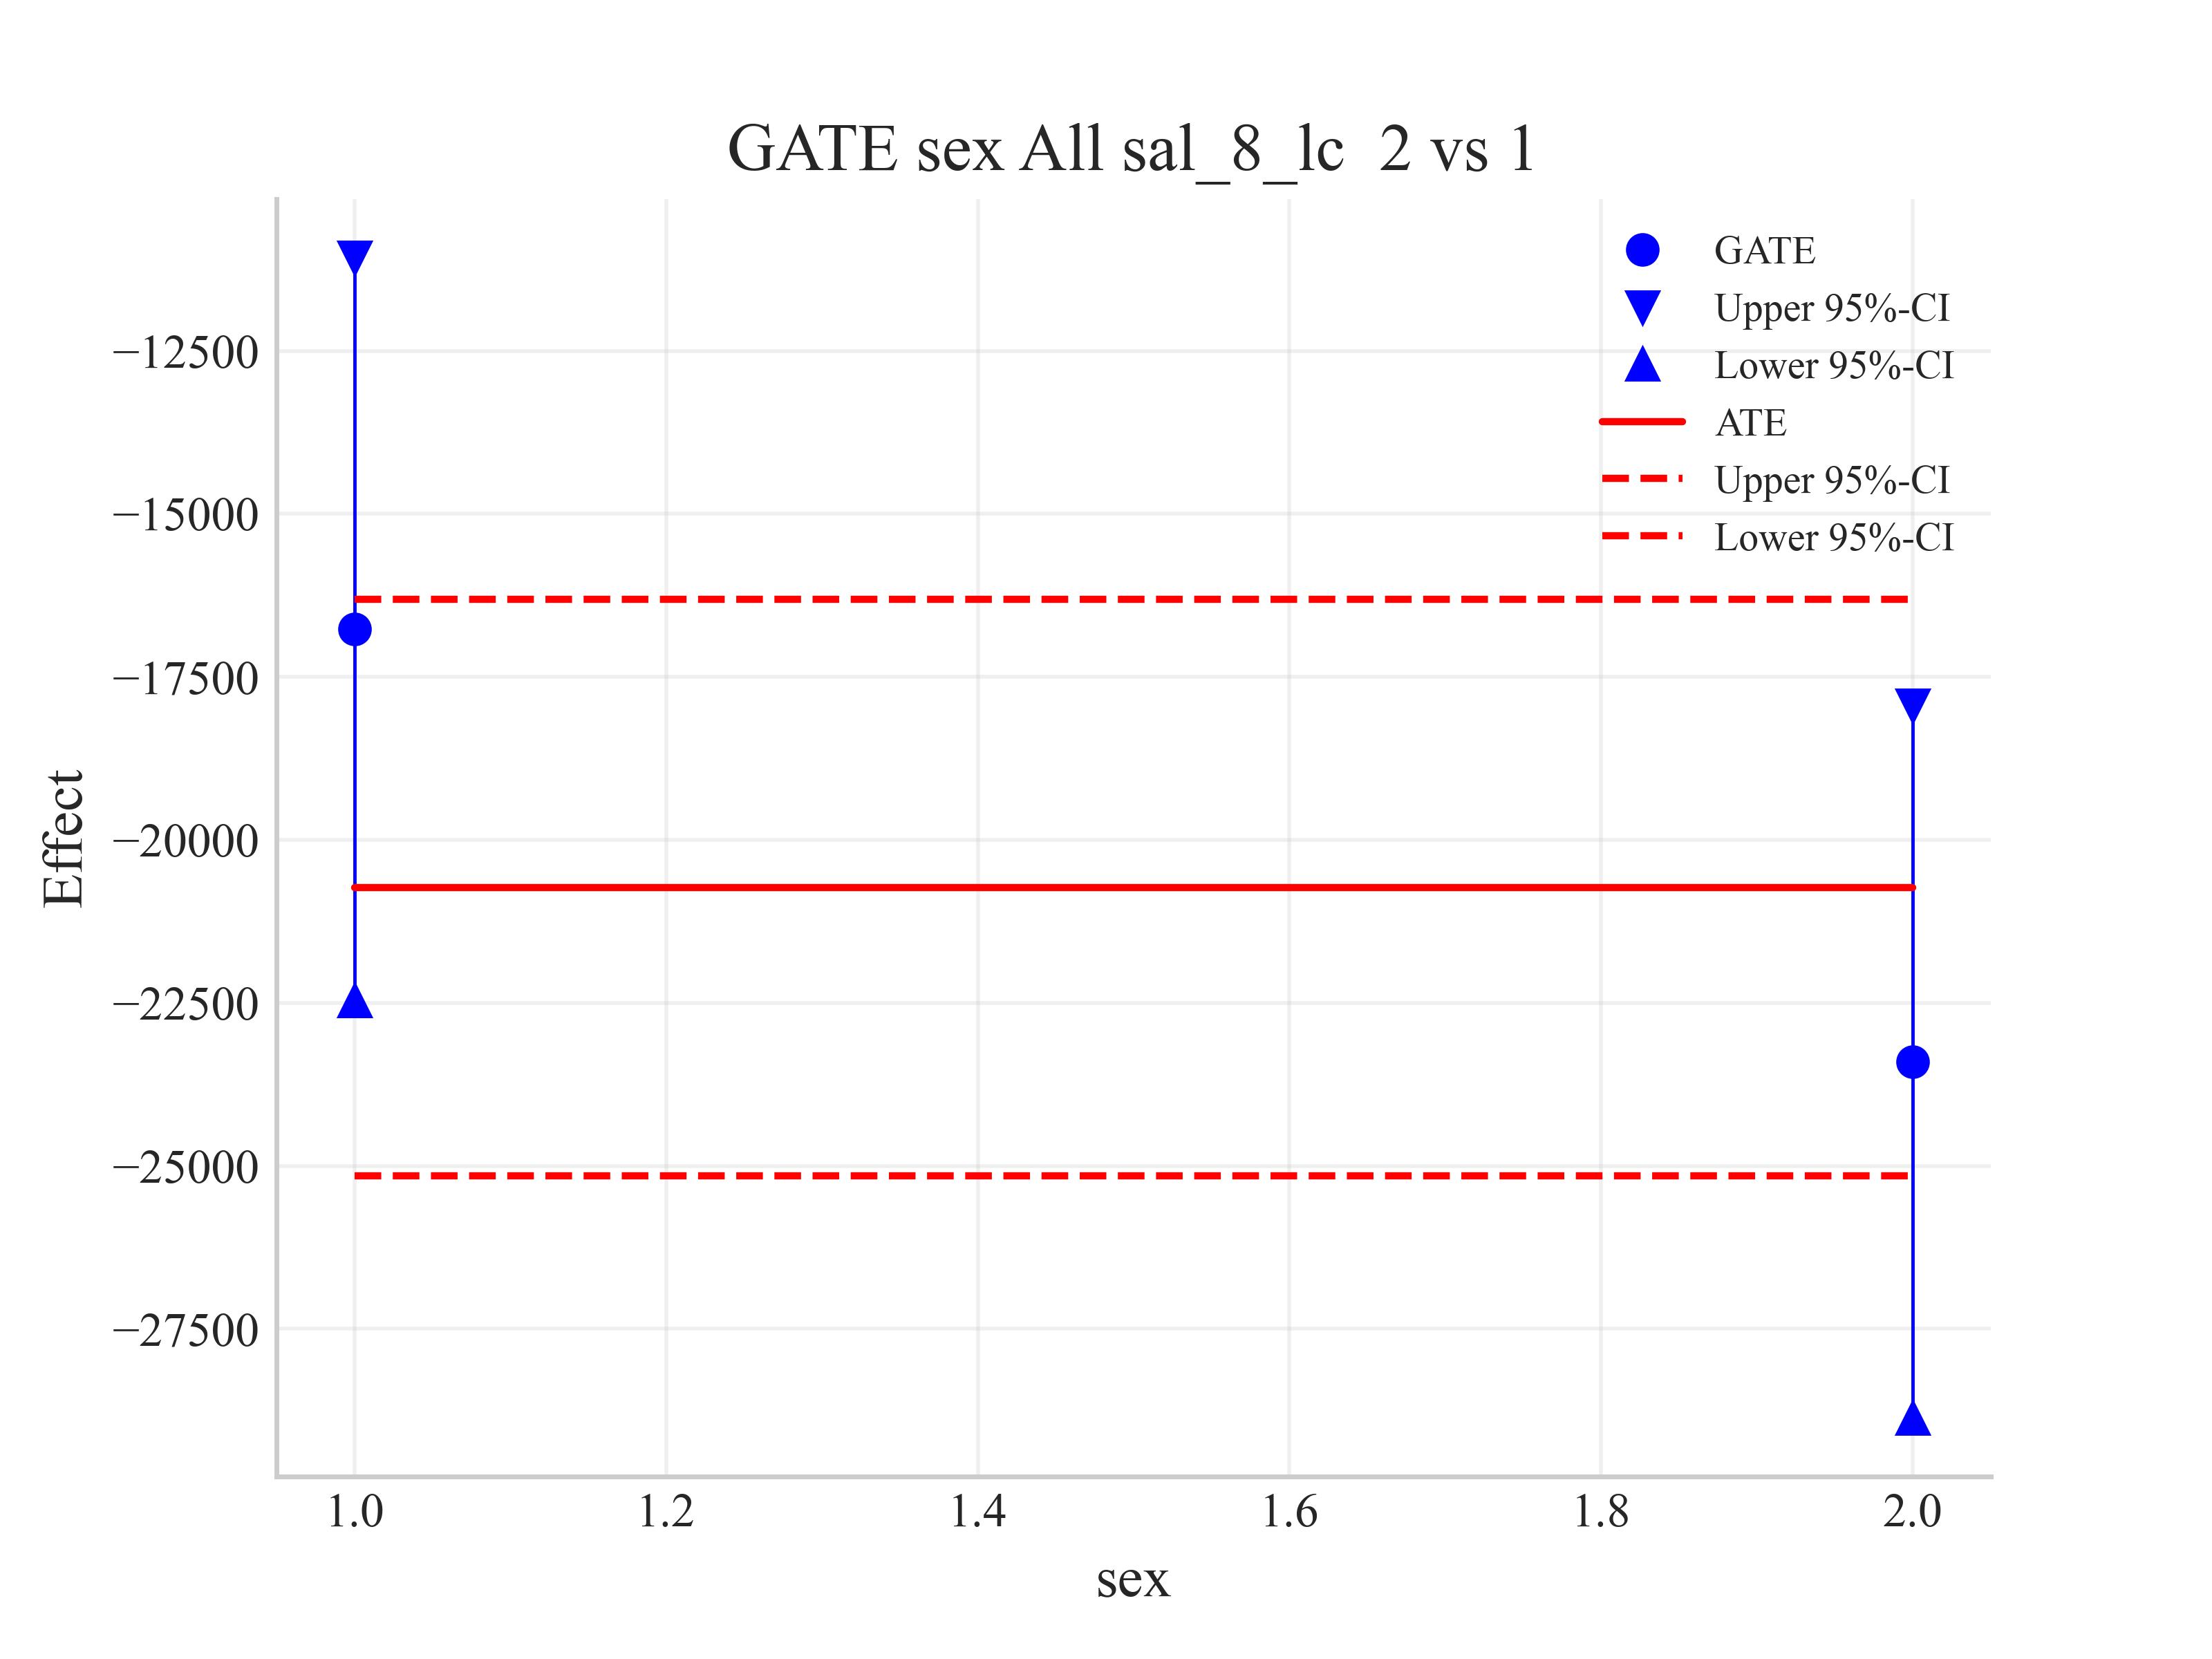 GATE sex All sal_8_lc  2 vs 1
GATE
Upper 95%-CI
Lower 95%-CI
ATE
Upper 95%-CI
Lower 95%-CI
−12500
−15000
−17500
−20000
−22500
−25000
−27500
Effect
1.0 1.2 1.4 1.6 1.8 2.0
sex